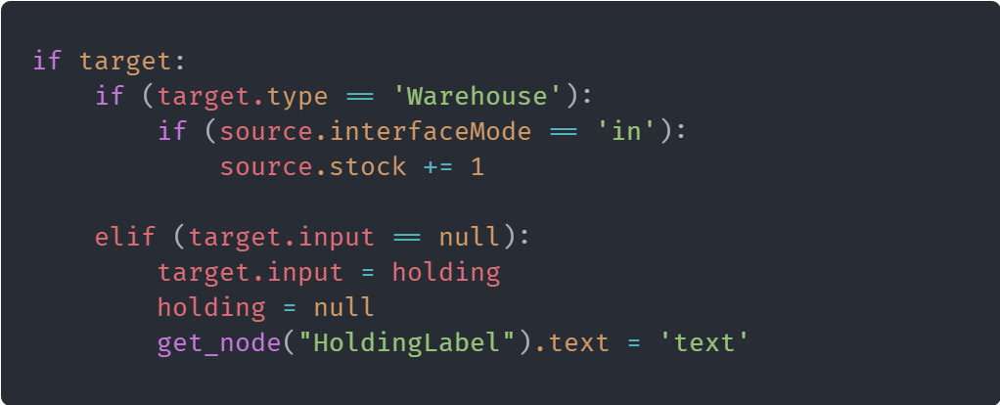 if target:
    if (target.type == 'Warehouse'):
        if (source.interfaceMode == 'in'):
            source.stock += 1
    elif (target.input == null):
        target.input = holding
        holding = null
        get_node("HoldingLabel").text = 'text'